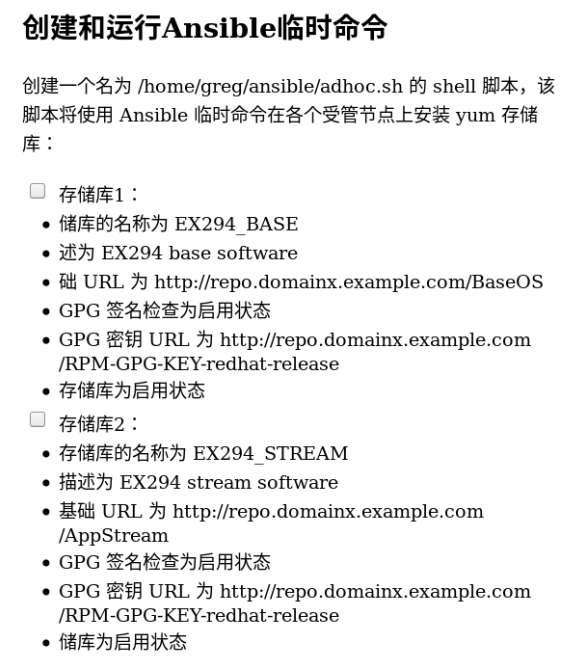 创建和运行Ansible临时命令
创建一个名为 /home/greg/ansible/adhoc.sh 的 shell 脚本，该
脚本将使用 Ansible 临时命令在各个受管节点上安装 yum 存储
库：
存储库1：
储库的名称为 EX294_BASE
述为 EX294 base software
础 URL 为 http://repo.domainx.example.com/BaseOS
GPG 签名检查为启用状态
GPG 密钥 URL 为 http://repo.domainx.example.com
/RPM-GPG-KEY-redhat-release
存储库为启用状态
存储库2：
存储库的名称为 EX294_STREAM
描述为 EX294 stream software
基础 URL 为 http://repo.domainx.example.com
/AppStream
GPG 签名检查为启用状态
GPG 密钥 URL 为 http://repo.domainx.example.com
/RPM-GPG-KEY-redhat-release
储库为启用状态